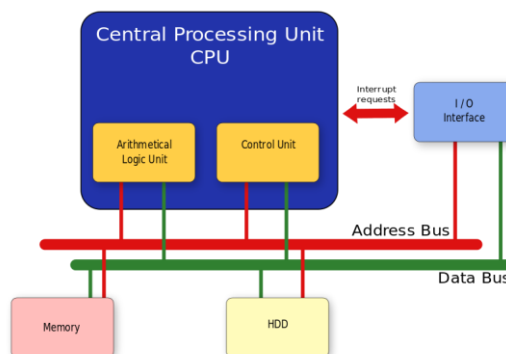 Central Processing Unit
CPU
Interrupt
requests
I / O
Interface
Arithmetical
Logic Unit
Control Unit
Address Bus
Data Bus
Memory
HDD